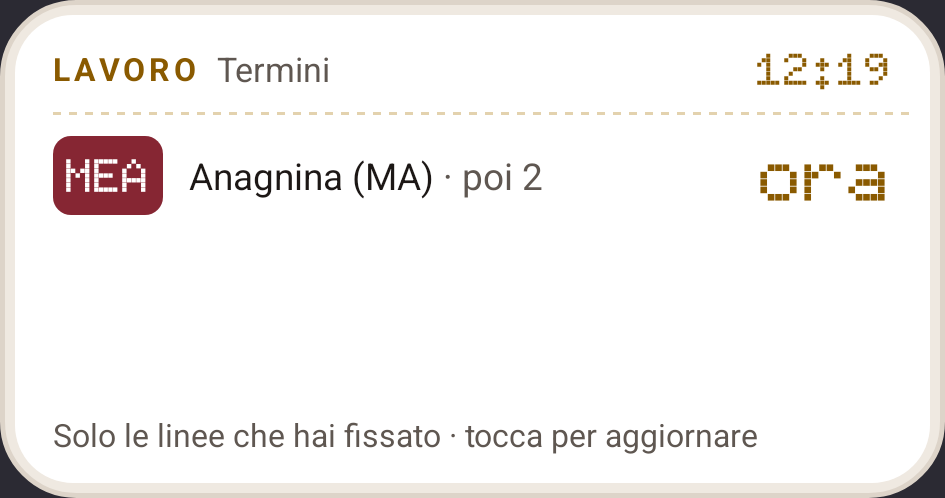 LAVORO Termini 12:19
MEA Anagnina (MA) · poi 2 ora
Solo le linee che hai fissato · tocca per aggiornare